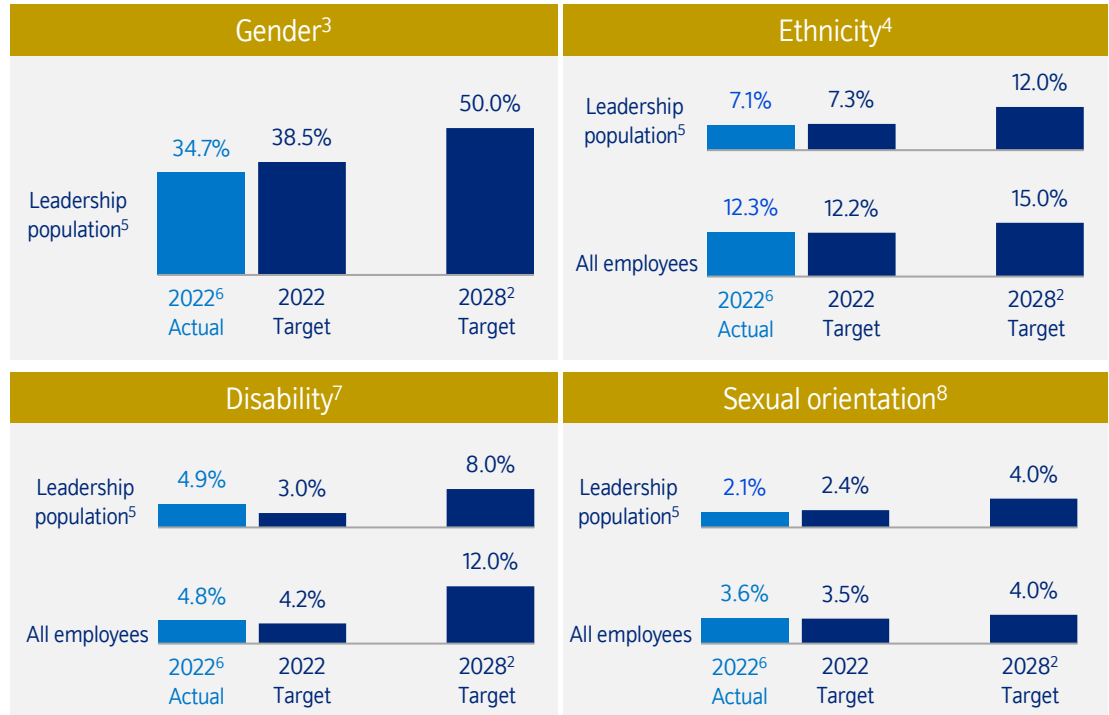 Gender³
50.0%
38.5%
34.7%
Leadership
population⁵
2022⁶ 2022 2028²
Actual Target Target
Ethnicity⁴
12.0%
7.1% 7.3%
Leadership
population⁵
15.0%
12.3% 12.2%
All employees
2022⁶ 2022 2028²
Actual Target Target
Disability⁷
8.0%
4.9% 3.0%
Leadership
population⁵
12.0%
4.8% 4.2%
All employees
2022⁶ 2022 2028²
Actual Target Target
Sexual orientation⁸
4.0%
2.1% 2.4%
Leadership
population⁵
3.6% 3.5% 4.0%
All employees
2022⁶ 2022 2028²
Actual Target Target